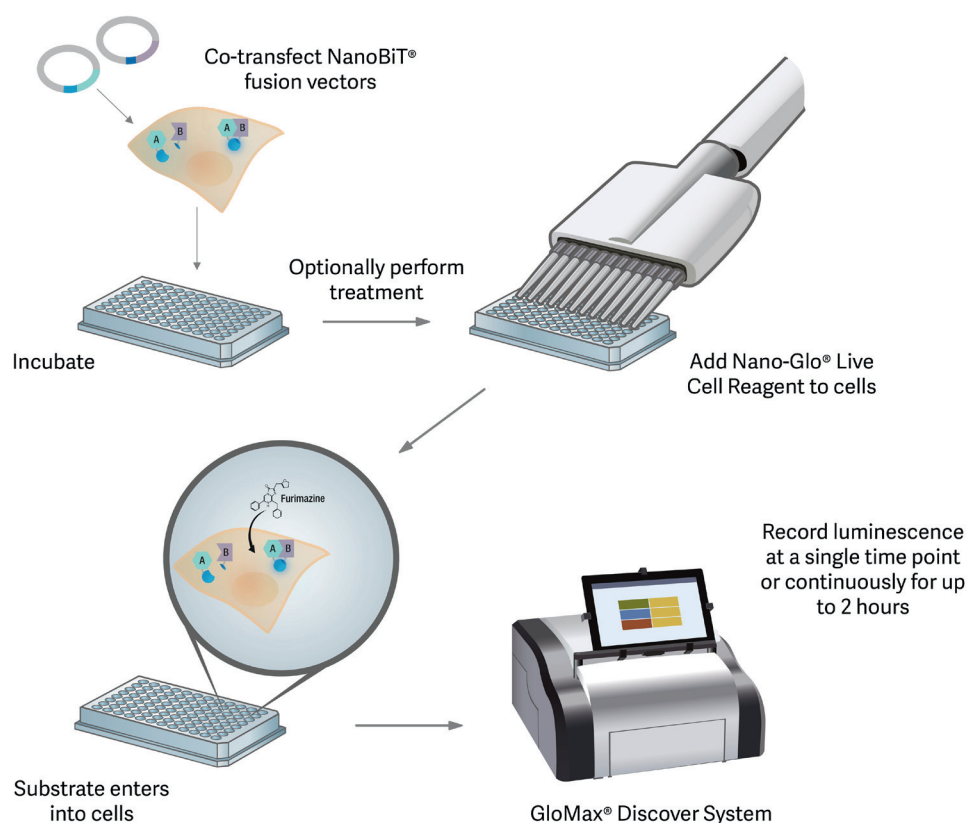 Co-transfect NanoBiT®
fusion vectors
A
B
A
B
Optionally perform
treatment
Incubate
Add Nano-Glo® Live
Cell Reagent to cells
Furimazine
A
B
A
B
Record luminescence
at a single time point
or continuously for up
to 2 hours
Substrate enters
into cells
GloMax® Discover System